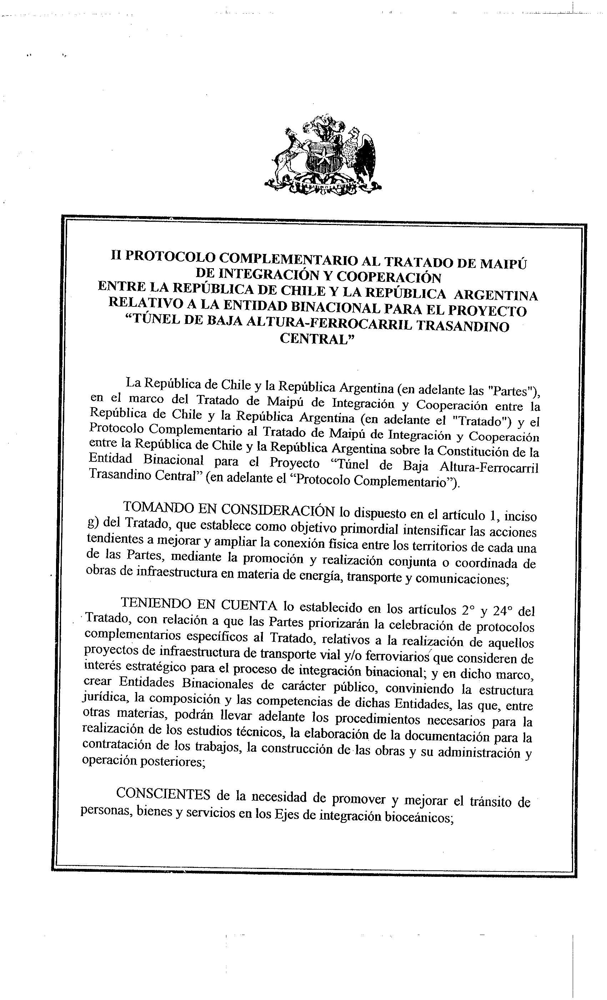 II PROTOCOLO COMPLEMENTARIO AL TRATADO DE MAIPÚ
DE INTEGRACIÓN Y COOPERACIÓN
ENTRE LA REPÚBLICA DE CHILE Y LA REPÚBLICA ARGENTINA
RELATIVO A LA ENTIDAD BINACIONAL PARA EL PROYECTO
“TÚNEL DE BAJA ALTURA-FERROCARRIL TRASANDINO
CENTRAL”
La República de Chile y la República Argentina (en adelante las "Partes"),
en el marco del Tratado de Maipú de Integración y Cooperación entre la
República de Chile y la República Argentina (en adelante el "Tratado") y el
Protocolo Complementario al Tratado de Maipú de Integración y Cooperación
entre la República de Chile y la República Argentina sobre la Constitución de la
Entidad Binacional para el Proyecto “Túnel de Baja Altura-Ferrocarril
Trasandino Central” (en adelante el “Protocolo Complementario”).
TOMANDO EN CONSIDERACIÓN lo dispuesto en el artículo 1, inciso
g) del Tratado, que establece como objetivo primordial intensificar las acciones
tendientes a mejorar y ampliar la conexión física entre los territorios de cada una
de las Partes, mediante la promoción y realización conjunta o coordinada de
obras de infraestructura en materia de energía, transporte y comunicaciones;
TENIENDO EN CUENTA lo establecido en los artículos 2° y 24° del
Tratado, con relación a que las Partes priorizarán la celebración de protocolos
complementarios específicos al Tratado, relativos a la realización de aquellos
proyectos de infraestructura de transporte vial y/o ferroviarios que consideren de
interés estratégico para el proceso de integración binacional; y en dicho marco,
crear Entidades Binacionales de carácter público, conviniendo la estructura
jurídica, la composición y las competencias de dichas Entidades, las que, entre
otras materias, podrán llevar adelante los procedimientos necesarios para la
realización de los estudios técnicos, la elaboración de la documentación para la
contratación de los trabajos, la construcción de las obras y su administración y
operación posteriores;
CONSCIENTES de la necesidad de promover y mejorar el tránsito de
personas, bienes y servicios en los Ejes de integración bioceánicos;